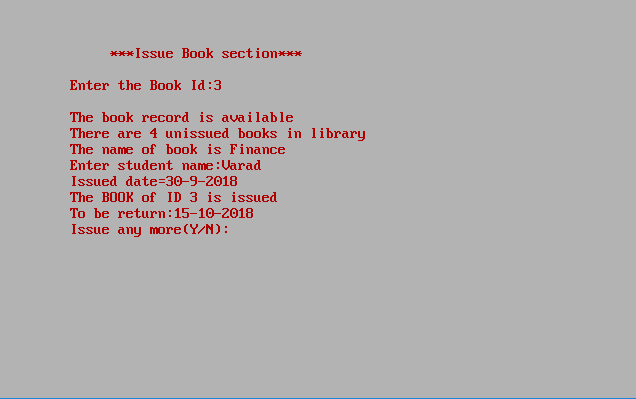 ***Issue Book section***
Enter the Book Id:3
The book record is available
There are 4 unissued books in library
The name of book is Finance
Enter student name:Varad
Issued date=30-9-2018
The BOOK of ID 3 is issued
To be return:15-10-2018
Issue any more(Y/N):